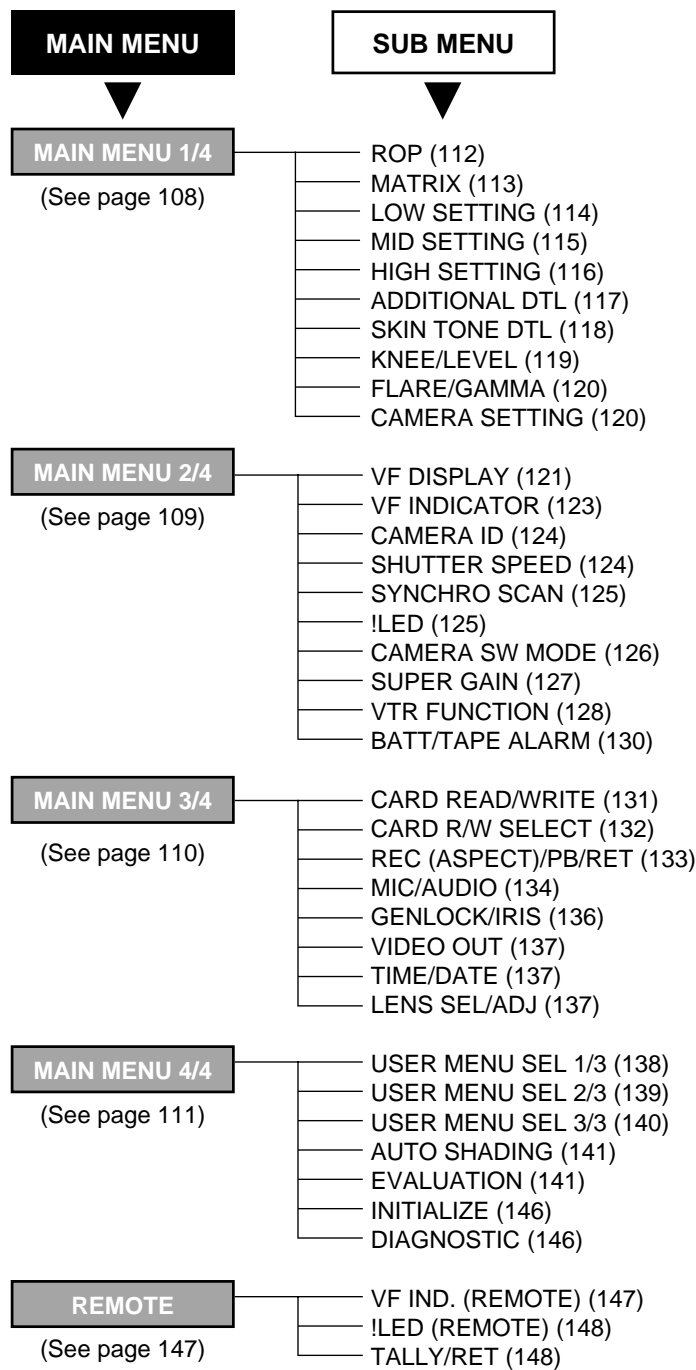 MAIN MENU
SUB MENU
MAIN MENU 1/4
(See page 108)
ROP (112)
MATRIX (113)
LOW SETTING (114)
MID SETTING (115)
HIGH SETTING (116)
ADDITIONAL DTL (117)
SKIN TONE DTL (118)
KNEE/LEVEL (119)
FLARE/GAMMA (120)
CAMERA SETTING (120)
MAIN MENU 2/4
(See page 109)
VF DISPLAY (121)
VF INDICATOR (123)
CAMERA ID (124)
SHUTTER SPEED (124)
SYNCHRO SCAN (125)
!LED (125)
CAMERA SW MODE (126)
SUPER GAIN (127)
VTR FUNCTION (128)
BATT/TAPE ALARM (130)
MAIN MENU 3/4
(See page 110)
CARD READ/WRITE (131)
CARD R/W SELECT (132)
REC (ASPECT)/PB/RET (133)
MIC/AUDIO (134)
GENLOCK/IRIS (136)
VIDEO OUT (137)
TIME/DATE (137)
LENS SEL/ADJ (137)
MAIN MENU 4/4
(See page 111)
USER MENU SEL 1/3 (138)
USER MENU SEL 2/3 (139)
USER MENU SEL 3/3 (140)
AUTO SHADING (141)
EVALUATION (141)
INITIALIZE (146)
DIAGNOSTIC (146)
REMOTE
(See page 147)
VF IND. (REMOTE) (147)
!LED (REMOTE) (148)
TALLY/RET (148)